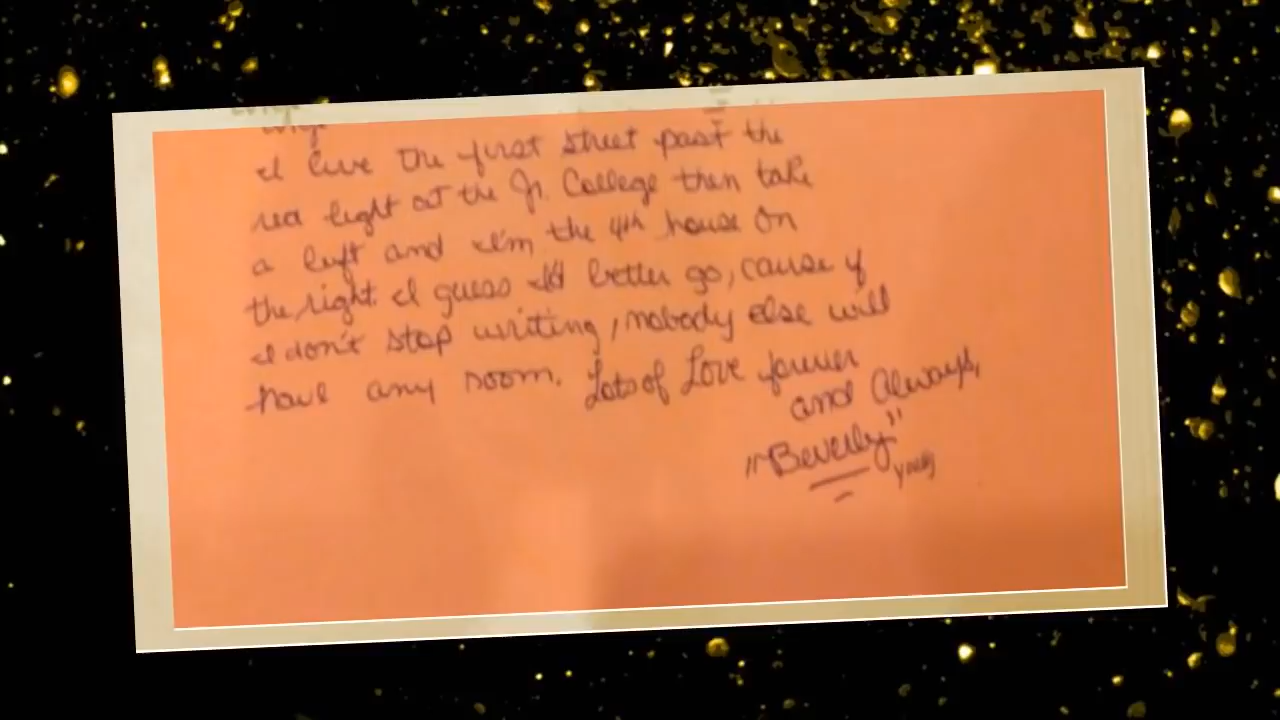 I live the first street past the
red light at the Jr. College then take
a left and I'm the 4th house on
the right. I guess I'd better go, cause if
I don't stop writing, nobody else will
have any room. Lots of Love forever
and Always,
"Beverly"